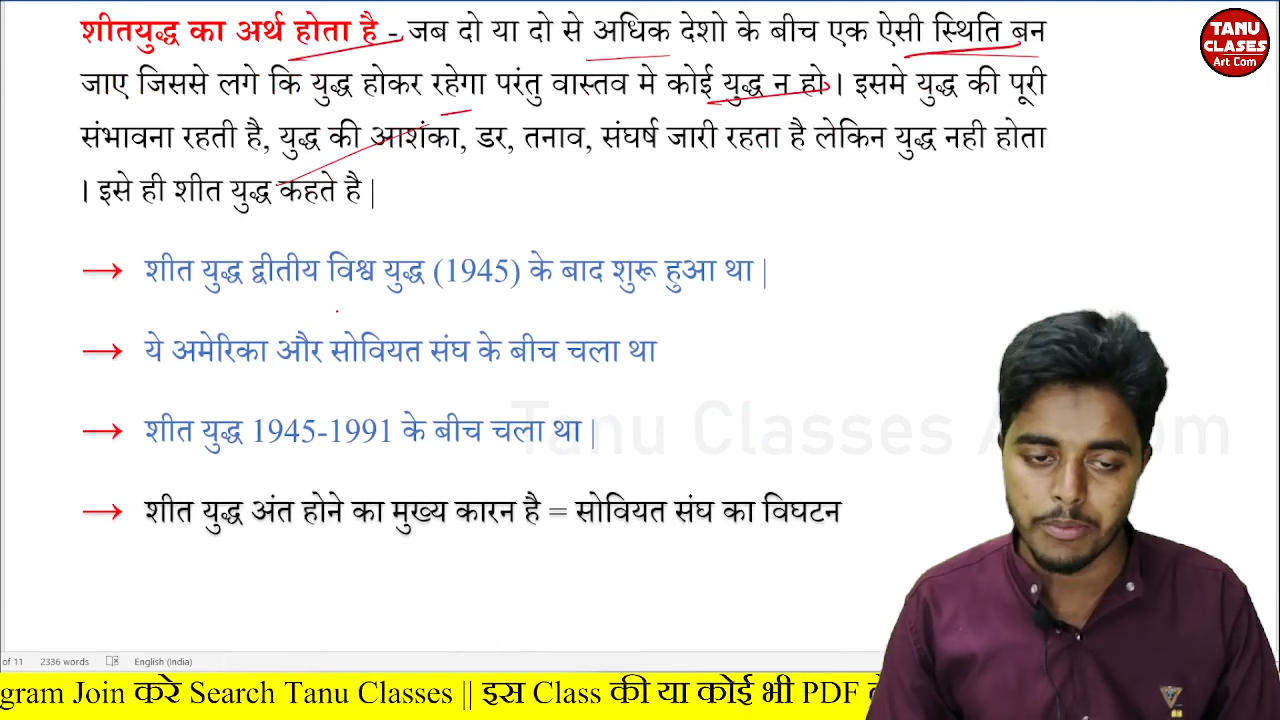 शीतयुद्ध का अर्थ होता है - जब दो या दो से अधिक देशो के बीच एक ऐसी स्थिति बन
जाए जिससे लगे कि युद्ध होकर रहेगा परंतु वास्तव मे कोई युद्ध न हो । इसमे युद्ध की पूरी
संभावना रहती है, युद्ध की आशंका, डर, तनाव, संघर्ष जारी रहता है लेकिन युद्ध नही होता
। इसे ही शीत युद्ध कहते है |
→ शीत युद्ध द्वीतीय विश्व युद्ध (1945) के बाद शुरू हुआ था |
→ ये अमेरिका और सोवियत संघ के बीच चला था
→ शीत युद्ध 1945-1991 के बीच चला था |
→ शीत युद्ध अंत होने का मुख्य कारन है = सोवियत संघ का विघटन
TANU
CLASES
Art Com
Tanu Classes A om
of 11 2336 words English (India)
gram Join करे Search Tanu Classes || इस Class की या कोई भी PDF